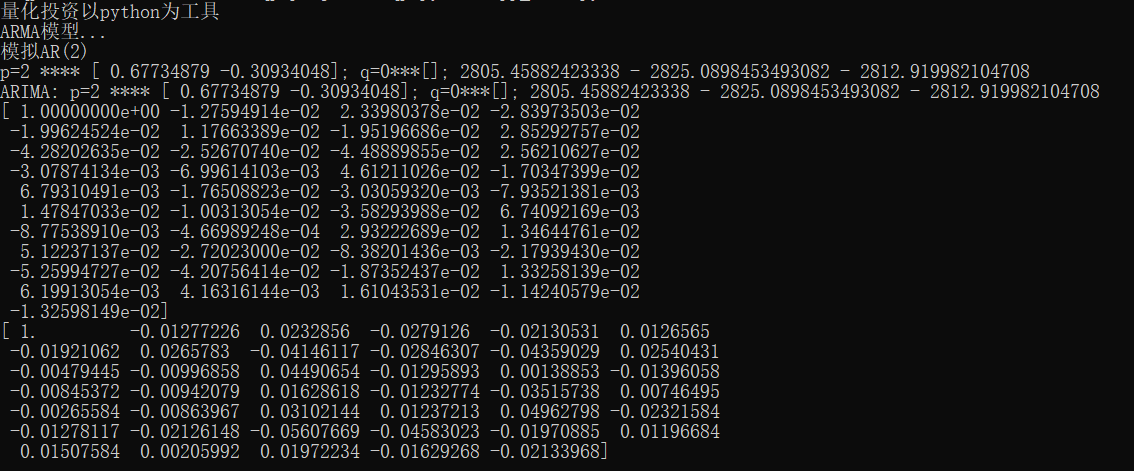 量化投资以python为工具
ARMA模型...
模拟AR(2)
p=2 **** [ 0.67734879 -0.30934048]; q=0***[]; 2805.45882423338 - 2825.0898453493082 - 2812.919982104708
ARIMA: p=2 **** [ 0.67734879 -0.30934048]; q=0***[]; 2805.45882423338 - 2825.0898453493082 - 2812.919982104708
[ 1.00000000e+00 -1.27594914e-02 2.33980378e-02 -2.83973503e-02
-1.99624524e-02 1.17663389e-02 -1.95196686e-02 2.85292757e-02
-4.28202635e-02 -2.52670740e-02 -4.48889855e-02 2.56210627e-02
-3.07874134e-03 -6.99614103e-03 4.61211026e-02 -1.70347399e-02
6.79310491e-03 -1.76508823e-02 -3.03059320e-03 -7.93521381e-03
1.47847033e-02 -1.00313054e-02 -3.58293988e-02 6.74092169e-03
-8.77538910e-03 -4.66989248e-04 2.93222689e-02 1.34644761e-02
5.12237137e-02 -2.72023000e-02 -8.38201436e-03 -2.17939430e-02
-5.25994727e-02 -4.20756414e-02 -1.87352437e-02 1.33258139e-02
6.19913054e-03 4.16316144e-03 1.61043531e-02 -1.14240579e-02
-1.32598149e-02]
[ 1. -0.01277226 0.0232856 -0.0279126 -0.02130531 0.0126565
-0.01921062 0.0265783 -0.04146117 -0.02846307 -0.04359029 0.02540431
-0.00479445 -0.00996858 0.04490654 -0.01295893 0.00138853 -0.01396058
-0.00845372 -0.00942079 0.01628618 -0.01232774 -0.03515738 0.00746495
-0.00265584 -0.00863967 0.03102144 0.01237213 0.04962798 -0.02321584
-0.01278117 -0.02126148 -0.05607669 -0.04583023 -0.01970885 0.01196684
0.01507584 0.00205992 0.01972234 -0.01629268 -0.02133968]